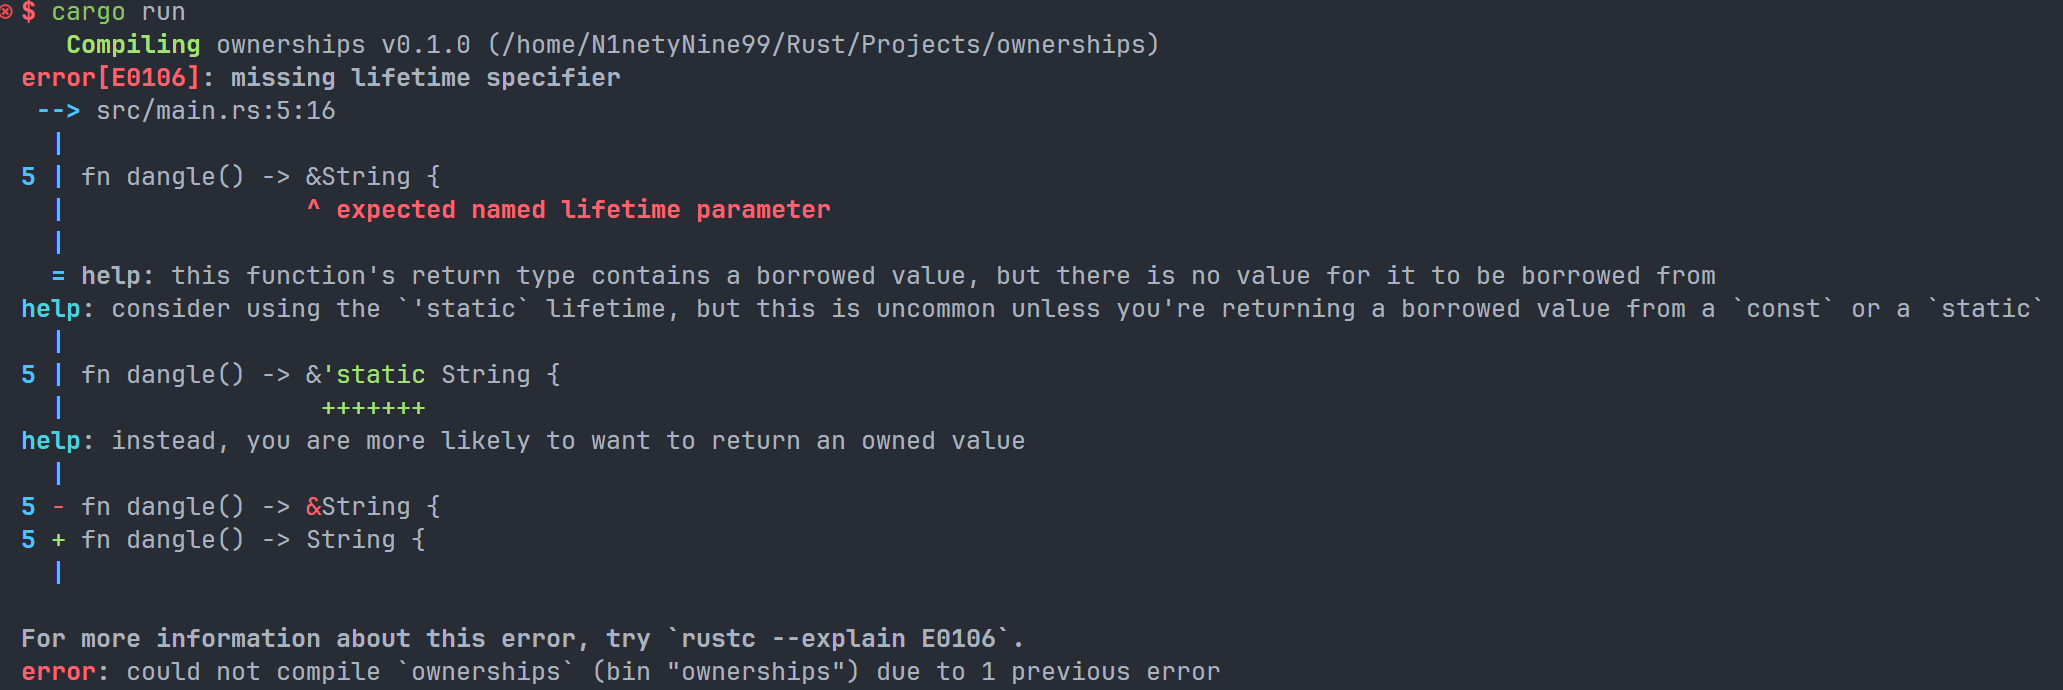 $ cargo run
Compiling ownerships v0.1.0 (/home/N1netyNine99/Rust/Projects/ownerships)
error[E0106]: missing lifetime specifier
--> src/main.rs:5:16
|
5 | fn dangle() -> &String {
| ^ expected named lifetime parameter
|
= help: this function's return type contains a borrowed value, but there is no value for it to be borrowed from
help: consider using the `'static` lifetime, but this is uncommon unless you're returning a borrowed value from a `const` or a `static`
|
5 | fn dangle() -> &'static String {
| +++++++
help: instead, you are more likely to want to return an owned value
|
5 - fn dangle() -> &String {
5 + fn dangle() -> String {
|
For more information about this error, try `rustc --explain E0106`.
error: could not compile `ownerships` (bin "ownerships") due to 1 previous error